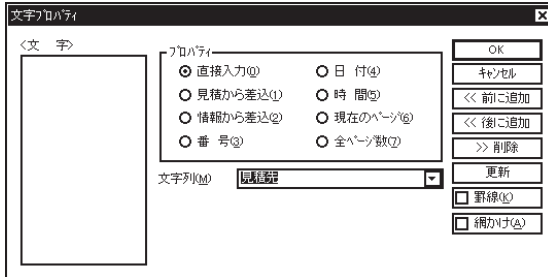 文字ﾌﾟﾛﾊﾟﾃｨ
<文　字>
ﾌﾟﾛﾊﾟﾃｨ
直接入力(0)
日　付(4)
見積から差込(1)
時　間(5)
情報から差込(2)
現在のﾍﾟｰｼﾞ(6)
番　号(3)
全ﾍﾟｰｼﾞ数(7)
文字列(M)
見積先
OK
ｷｬﾝｾﾙ
<< 前に追加
<< 後に追加
>> 削除
更新
罫線(K)
網かけ(A)